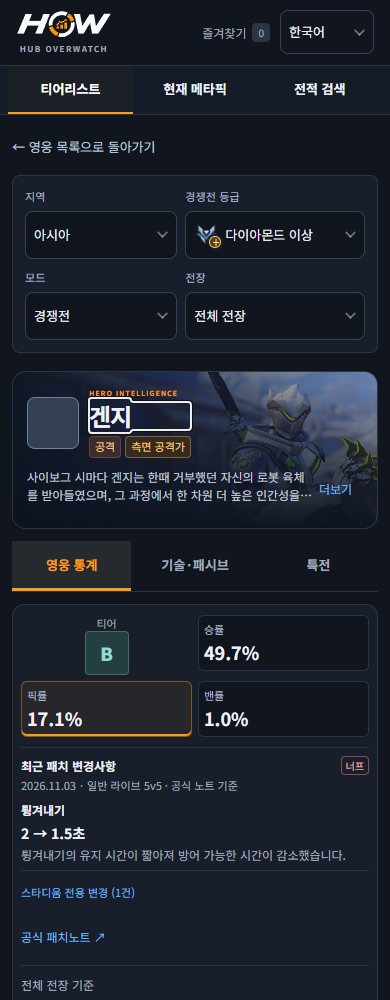 HOW
HUB OVERWATCH
즐겨찾기 0
한국어
티어리스트 현재 메타픽 전적 검색
← 영웅 목록으로 돌아가기
지역 경쟁전 등급
아시아 다이아몬드 이상
모드 전장
경쟁전 전체 전장
HERO INTELLIGENCE
겐지
공격 측면 공격가
사이보그 시마다 겐지는 한때 거부했던 자신의 로봇 육체
를 받아들였으며, 그 과정에서 한 차원 더 높은 인간성을…
더보기
영웅 통계 기술·패시브 특전
티어
B
승률
49.7%
픽률
17.1%
밴률
1.0%
최근 패치 변경사항 너프
2026.11.03 · 일반 라이브 5v5 · 공식 노트 기준
튕겨내기
2 → 1.5초
튕겨내기의 유지 시간이 짧아져 방어 가능한 시간이 감소했습니다.
스타디움 전용 변경 (1건)
공식 패치노트 ↗
전체 전장 기준